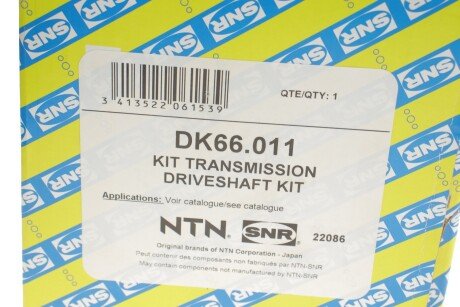 3 413522 061539
QTE/QTY: 1
DK66.011
KIT TRANSMISSION
DRIVESHAFT KIT
Applications: Voir catalogue/see catalogue
NTN® SNR® 22086
Original brands of NTN Corporation - Japan
Peut contenir des composants non fabriqués par NTN-SNR
May contain components not manufactured by NTN-SNR
SNR
SNR
SNR
SNR
SNR
SNR
SNR